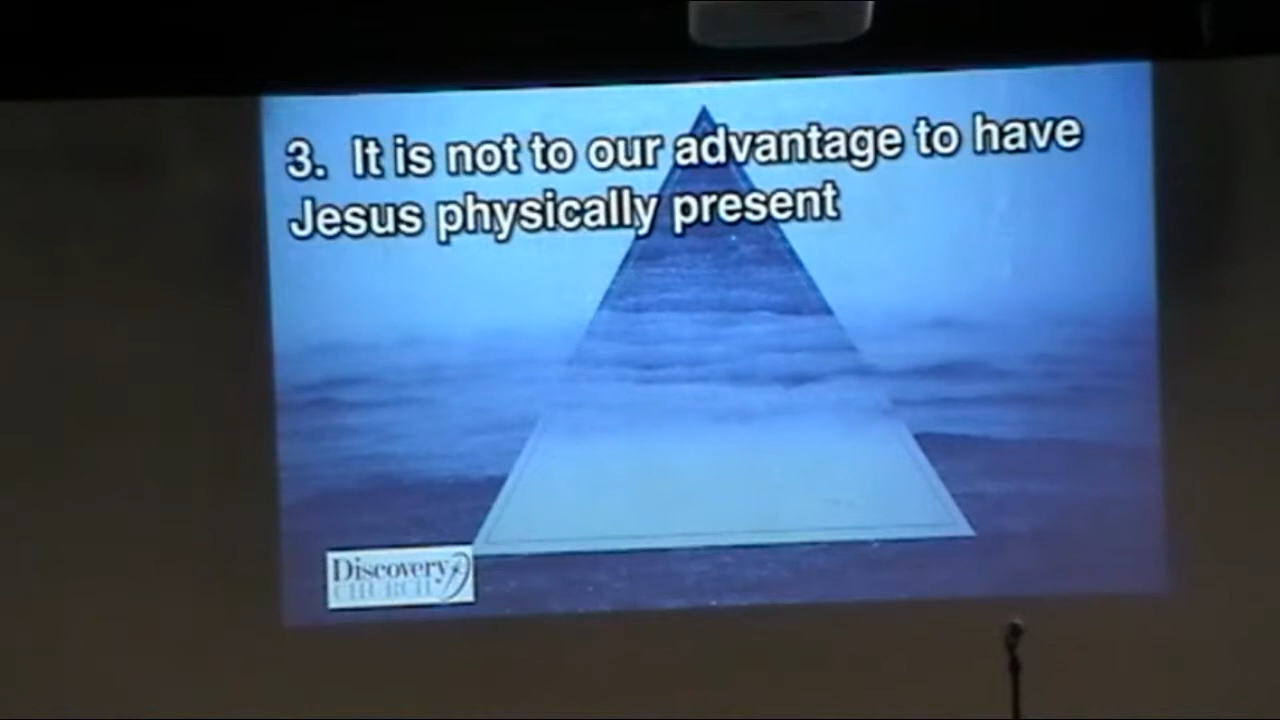 3. It is not to our advantage to have
Jesus physically present
Discovery
CHURCH